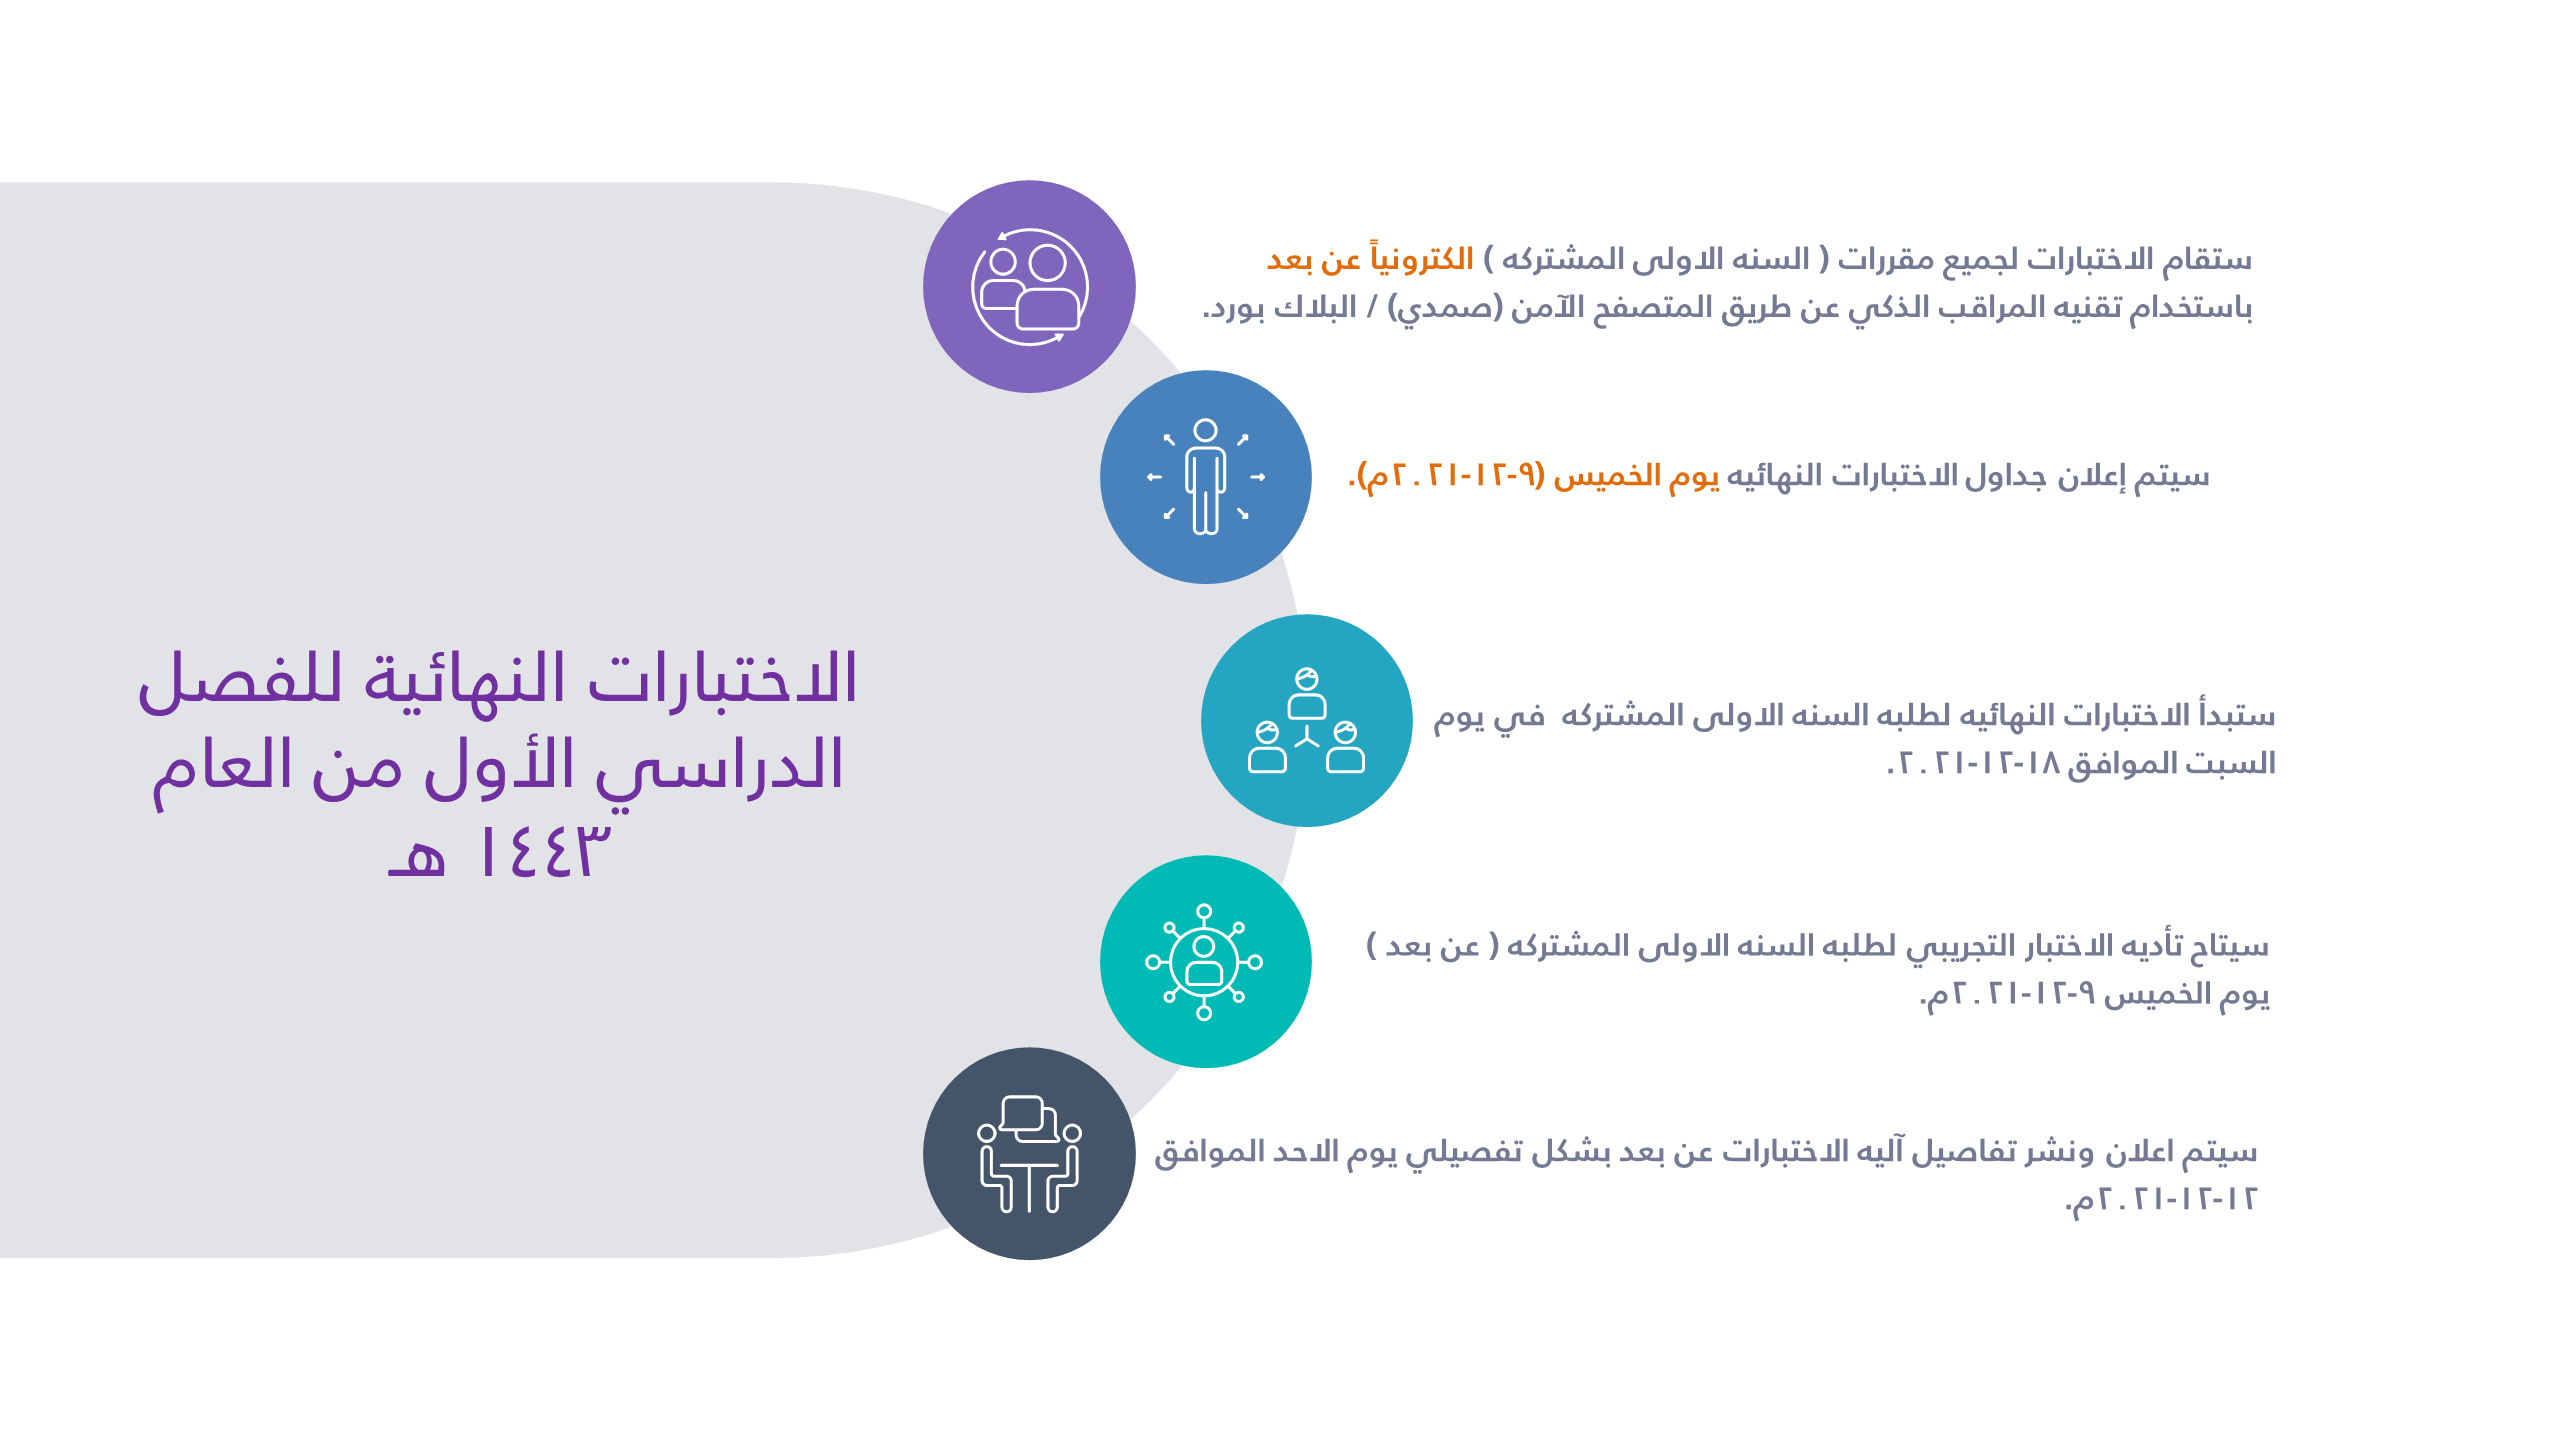 الاختبارات النهائية للفصل
الدراسي الأول من العام
١٤٤٣ هـ
ستقام الاختبارات لجميع مقررات ( السنه الاولى المشتركه ) الكترونياً عن بعد
باستخدام تقنيه المراقب الذكي عن طريق المتصفح الآمن (صمدي) / البلاك بورد.
سيتم إعلان جداول الاختبارات النهائيه يوم الخميس (٩-١٢-٢٠٢١م).
ستبدأ الاختبارات النهائيه لطلبه السنه الاولى المشتركه في يوم
السبت الموافق ١٨-١٢-٢٠٢١.
سيتاح تأديه الاختبار التجريبي لطلبه السنه الاولى المشتركه ( عن بعد )
يوم الخميس ٩-١٢-٢٠٢١م.
سيتم اعلان ونشر تفاصيل آليه الاختبارات عن بعد بشكل تفصيلي يوم الاحد الموافق
١٢-١٢-٢٠٢١م.